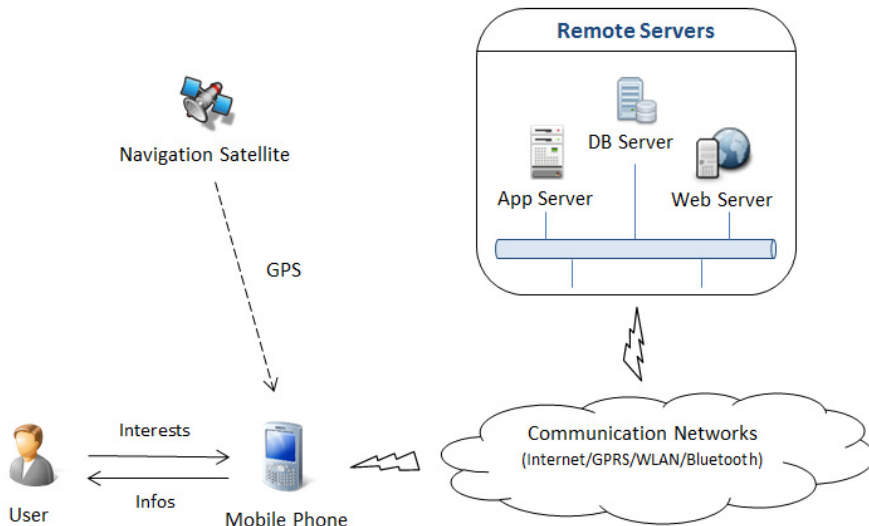 Remote Servers
DB Server
App Server
Web Server
Navigation Satellite
GPS
Interests
Infos
User
Mobile Phone
Communication Networks
(Internet/GPRS/WLAN/Bluetooth)